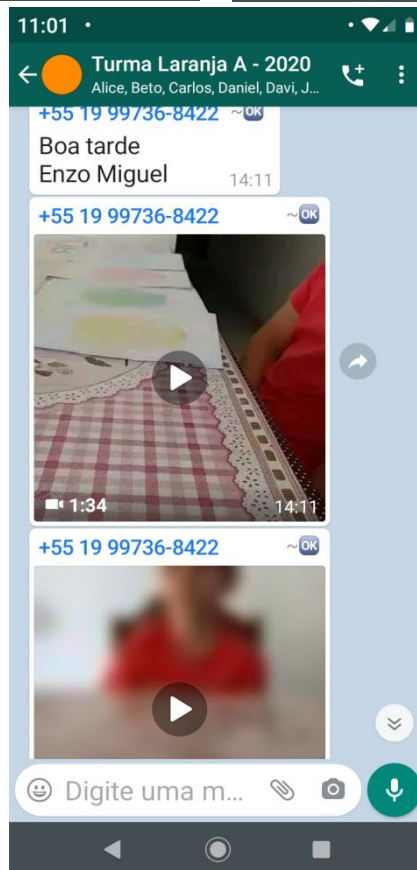 11:01
Turma Laranja A - 2020
Alice, Beto, Carlos, Daniel, Davi, J...
+55 19 99736-8422 ~🆗
Boa tarde
Enzo Miguel
14:11
+55 19 99736-8422 ~🆗
1:34
14:11
+55 19 99736-8422 ~🆗
Digite uma m...